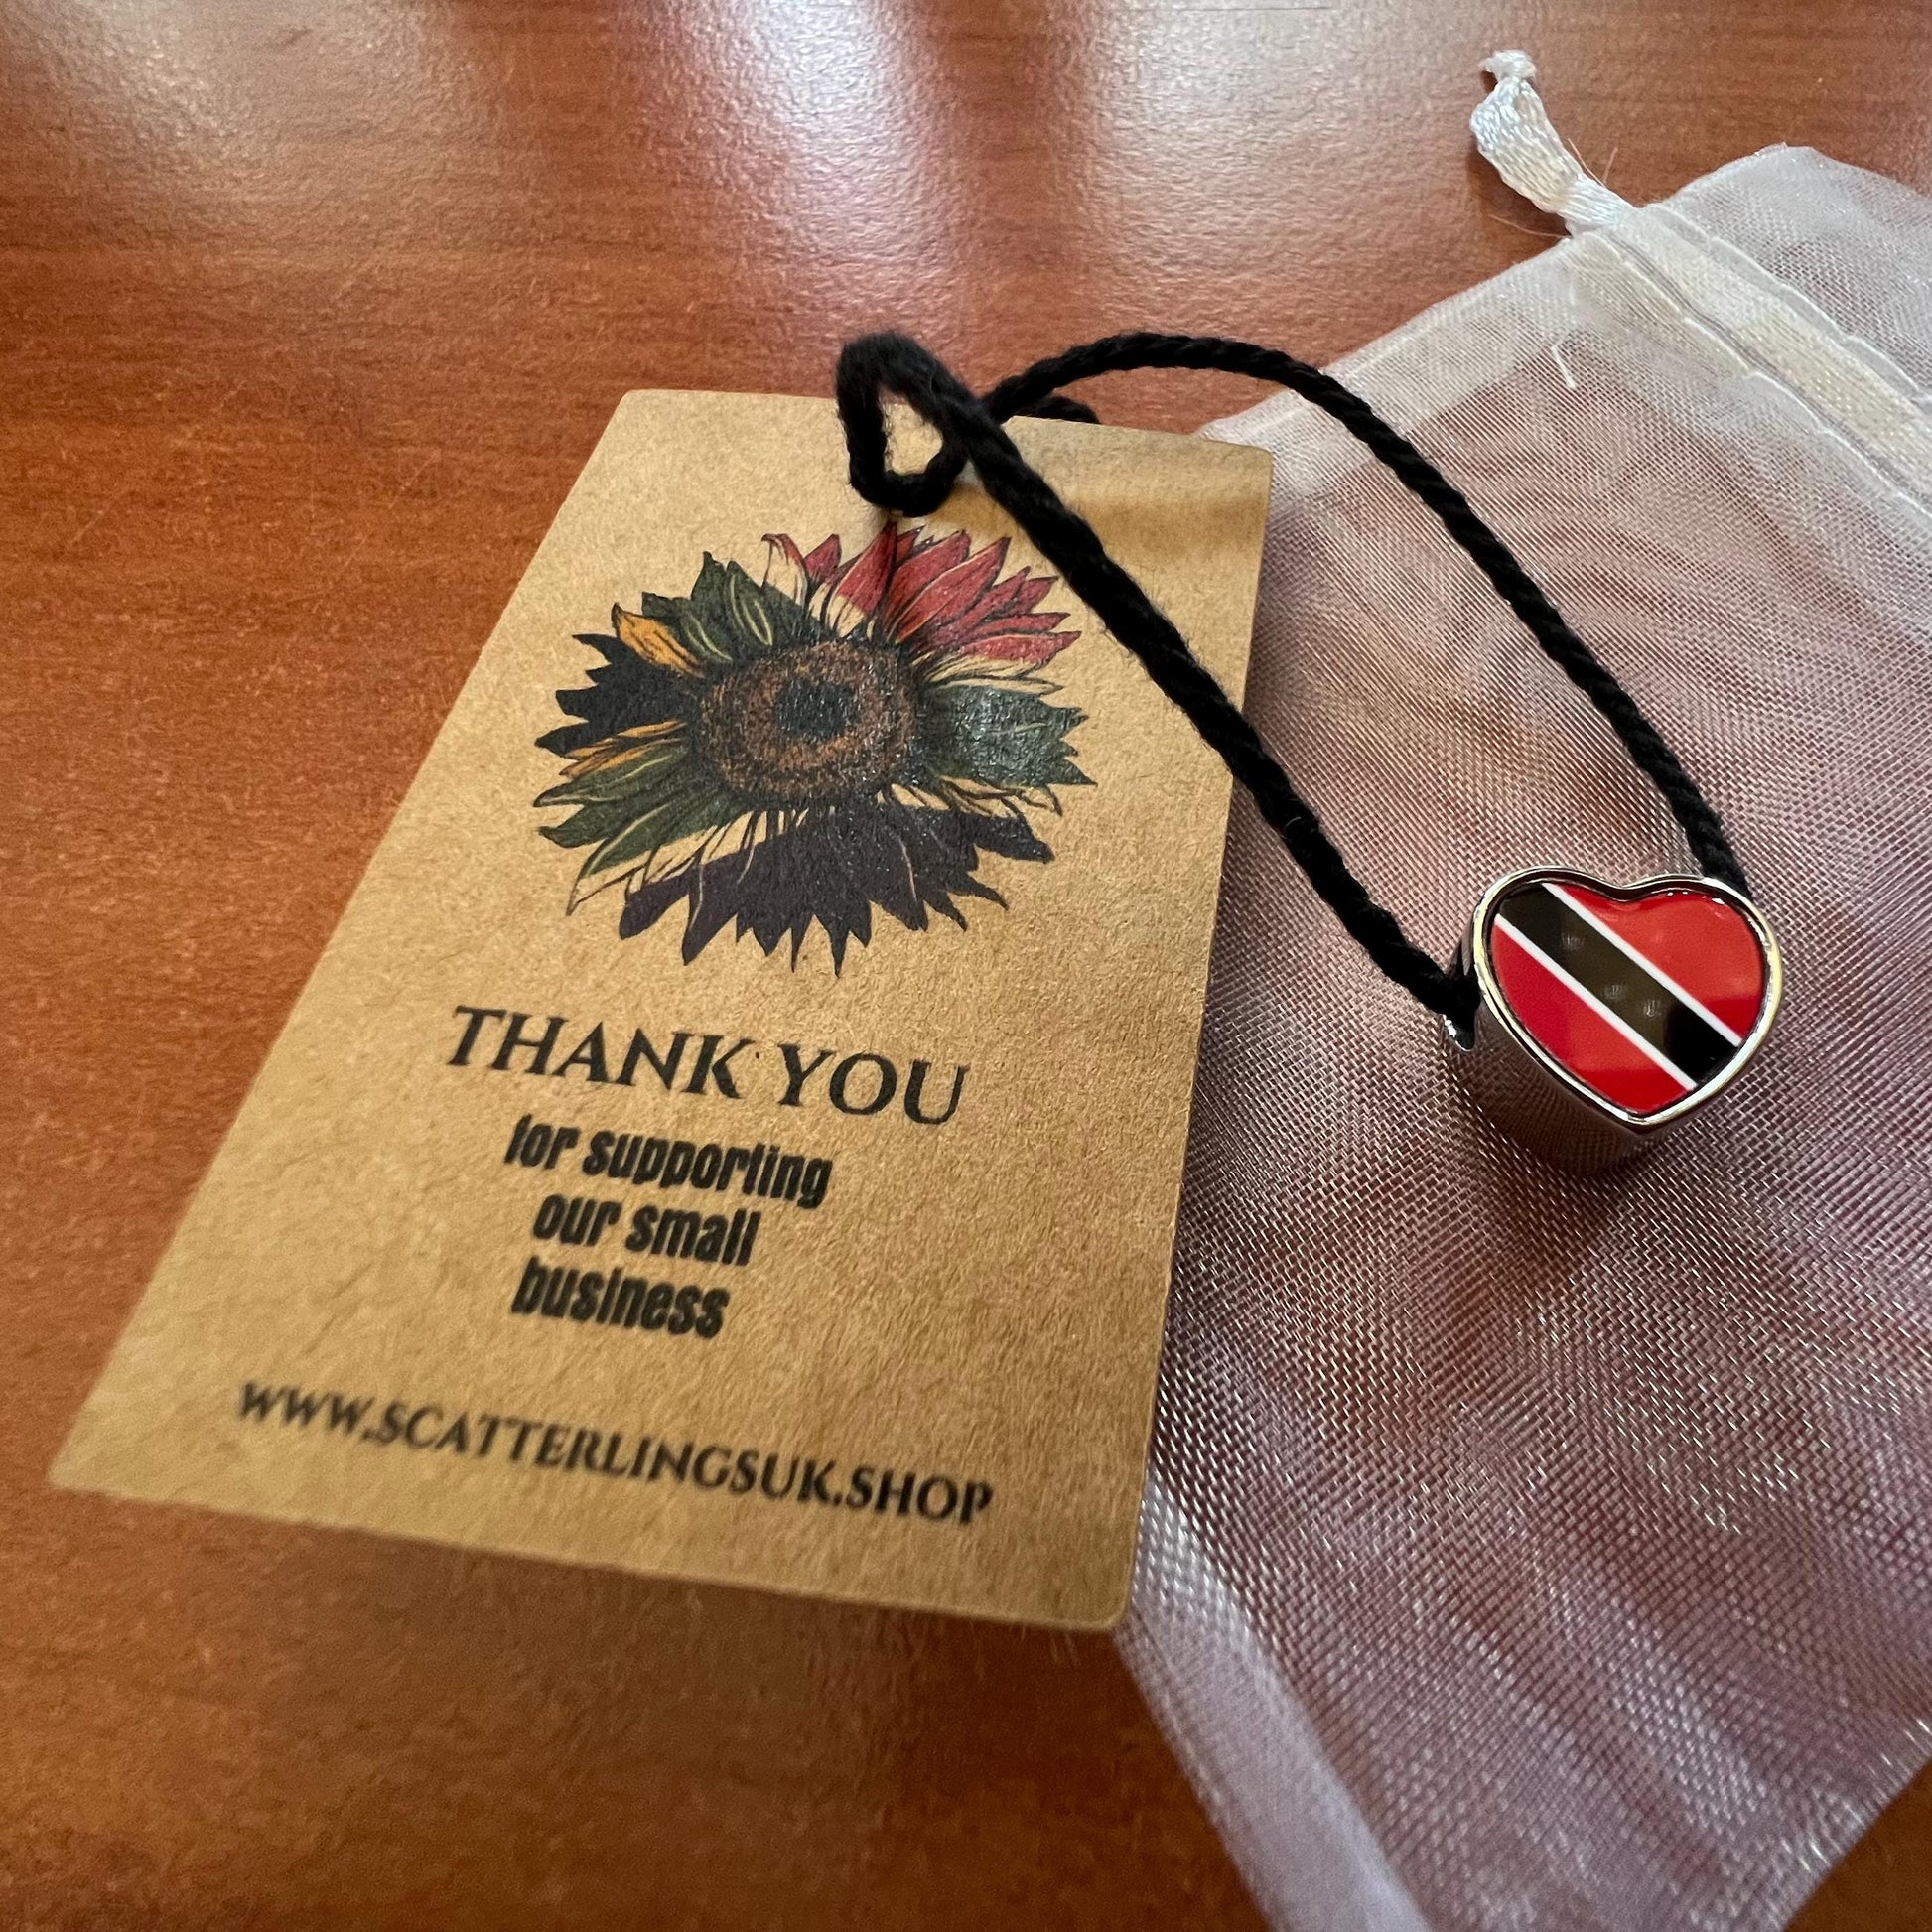 THANK YOU
for supporting
our small
business
WWW.SCATTERLINGSUK.SHOP